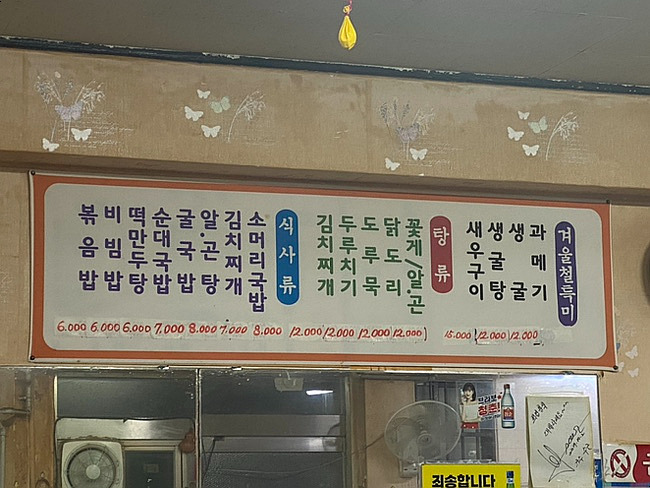 겨울철특미
과메기
생굴
생굴탕
새우구이
탕류
꽃게/알.곤
닭도리
도루묵
두루치기
김치찌개
식사류
소머리국밥
김치찌개
알.곤탕
굴국밥
순대국밥
떡만두탕
비빔밥
볶음밥
6.000 6.000 6.000 7.000 8.000 7.000 8.000 12.000 12.000 12.000 12.000 15.000 12.000 12.000
청춘!
죄송합니다